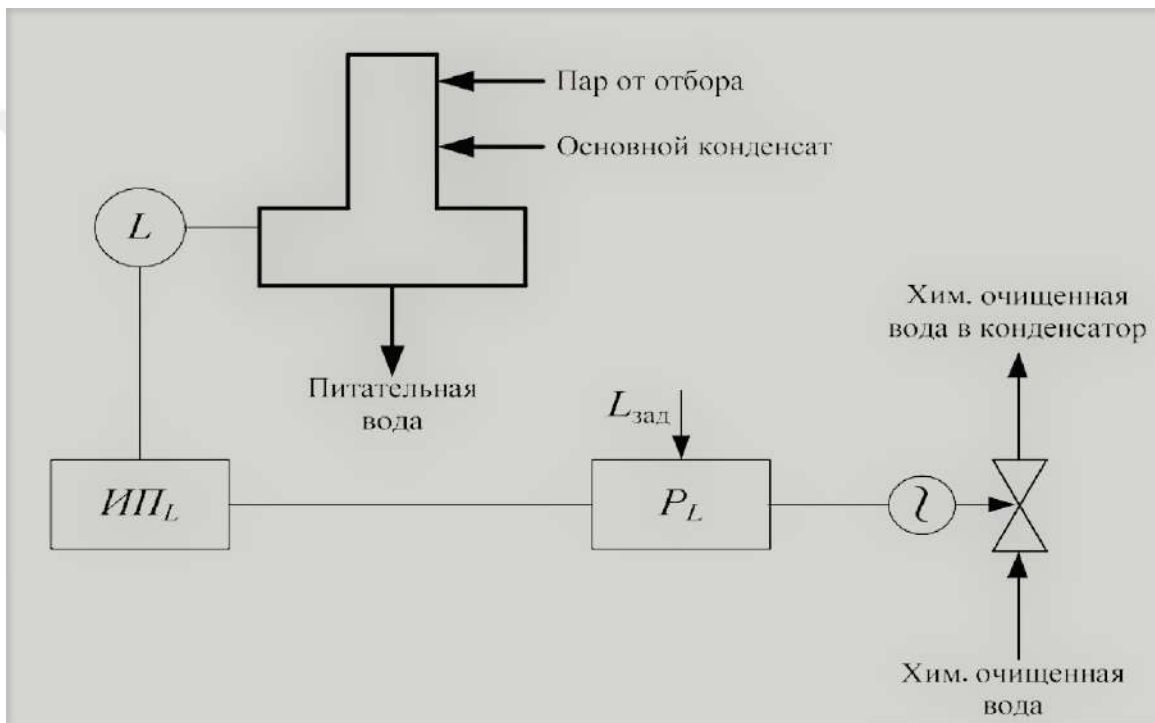 Пар от отбора
Основной конденсат
L
Хим. очищенная
вода в конденсатор
Питательная
вода
Lзад
ИПL
PL
Хим. очищенная
вода